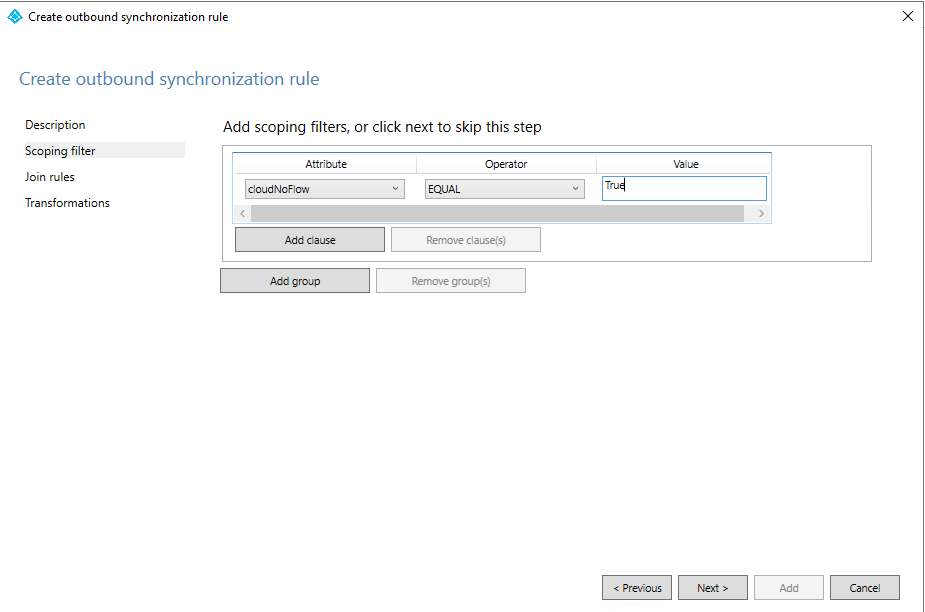 Create outbound synchronization rule
Create outbound synchronization rule
Description
Scoping filter
Join rules
Transformations
Add scoping filters, or click next to skip this step
Attribute Operator Value
cloudNoFlow EQUAL True
Add clause Remove clause(s)
Add group Remove group(s)
< Previous Next > Add Cancel